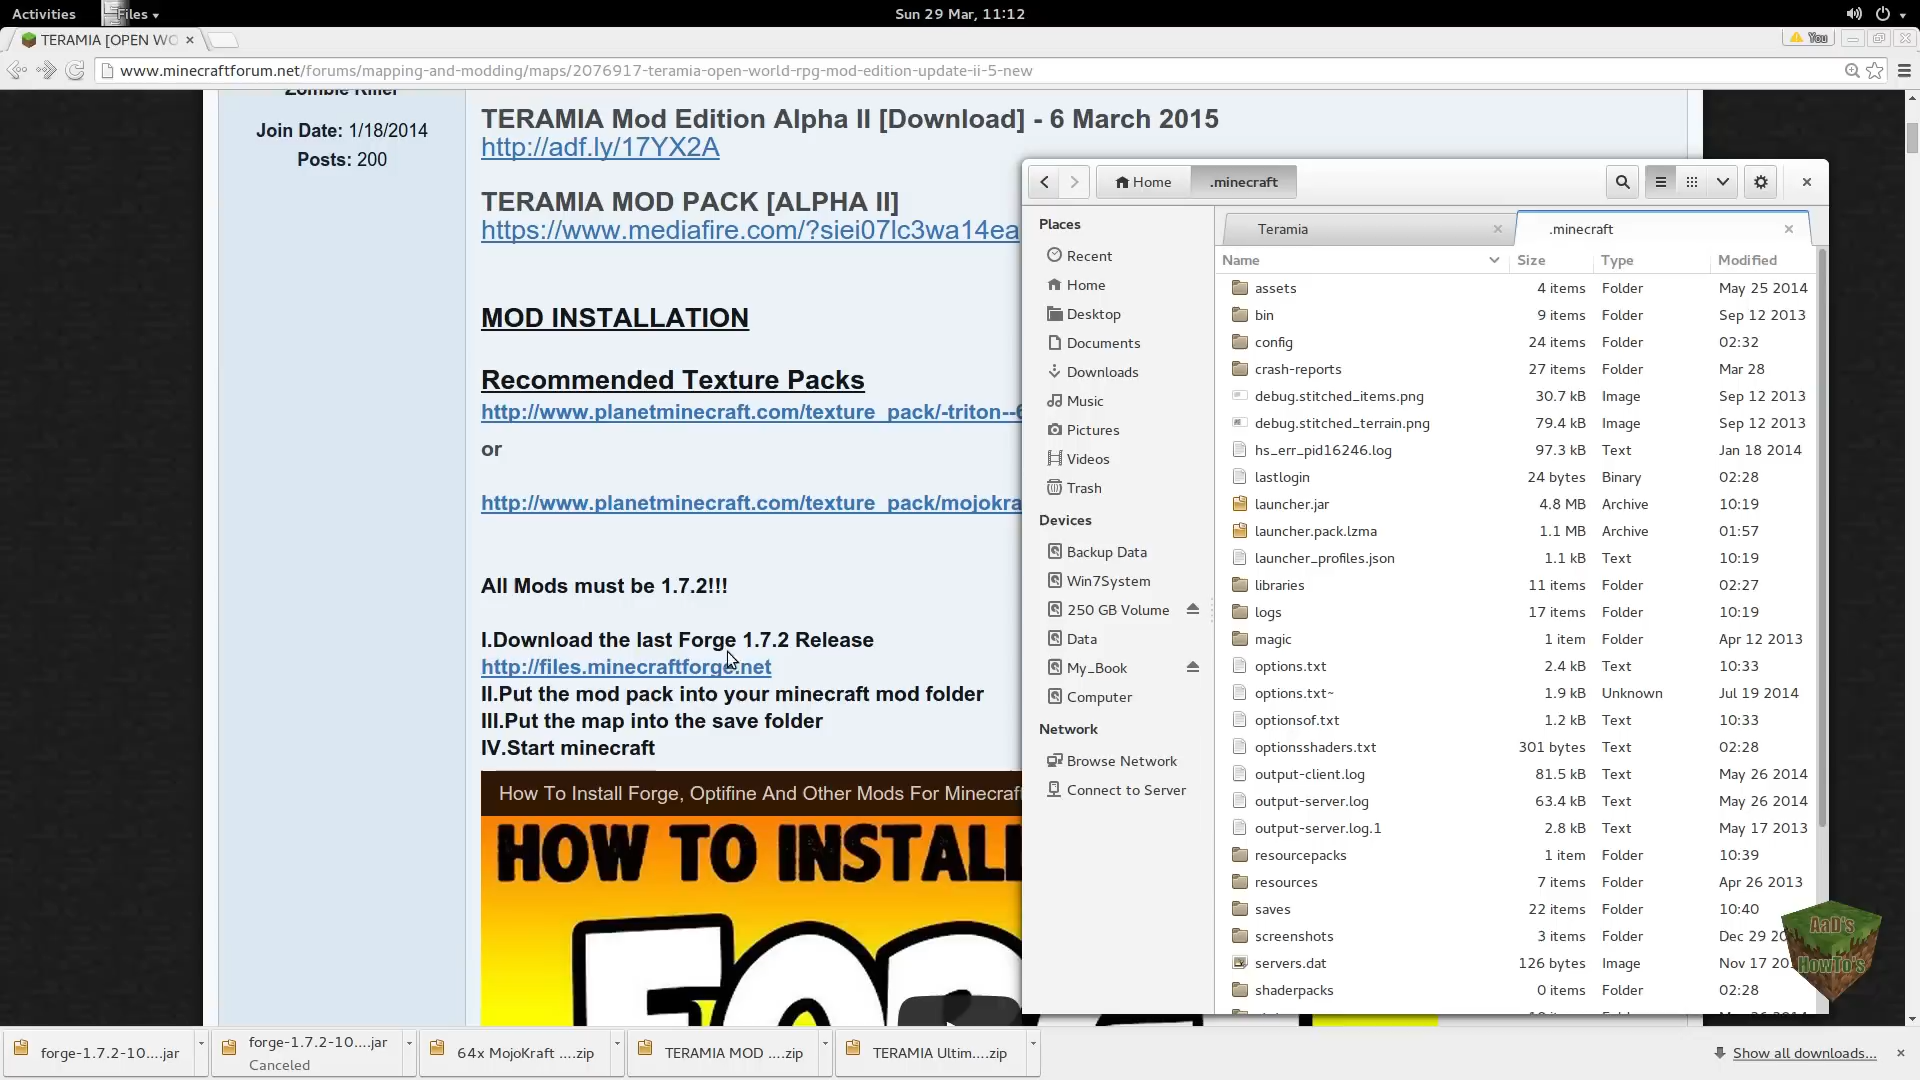 Activities
Files
Sun 29 Mar, 11:12
TERAMIA [OPEN WO
You
www.minecraftforum.net/forums/mapping-and-modding/maps/2076917-teramia-open-world-rpg-mod-edition-update-ii-5-new
Zombie Killer
Join Date: 1/18/2014
Posts: 200
TERAMIA Mod Edition Alpha II [Download] - 6 March 2015
http://adf.ly/17YX2A
TERAMIA MOD PACK [ALPHA II]
https://www.mediafire.com/?siei07lc3wa14ea
MOD INSTALLATION
Recommended Texture Packs
http://www.planetminecraft.com/texture_pack/-triton--6
or
http://www.planetminecraft.com/texture_pack/mojokra
All Mods must be 1.7.2!!!
I.Download the last Forge 1.7.2 Release
http://files.minecraftforge.net
II.Put the mod pack into your minecraft mod folder
III.Put the map into the save folder
IV.Start minecraft
How To Install Forge, Optifine And Other Mods For Minecraf
HOW TO INSTALL
Home .minecraft
Places
Recent
Home
Desktop
Documents
Downloads
Music
Pictures
Videos
Trash
Devices
Backup Data
Win7System
250 GB Volume
Data
My_Book
Computer
Network
Browse Network
Connect to Server
Teramia .minecraft
Name Size Type Modified
assets 4 items Folder May 25 2014
bin 9 items Folder Sep 12 2013
config 24 items Folder 02:32
crash-reports 27 items Folder Mar 28
debug.stitched_items.png 30.7 kB Image Sep 12 2013
debug.stitched_terrain.png 79.4 kB Image Sep 12 2013
hs_err_pid16246.log 97.3 kB Text Jan 18 2014
lastlogin 24 bytes Binary 02:28
launcher.jar 4.8 MB Archive 10:19
launcher.pack.lzma 1.1 MB Archive 01:57
launcher_profiles.json 1.1 kB Text 10:19
libraries 11 items Folder 02:27
logs 17 items Folder 10:19
magic 1 item Folder Apr 12 2013
options.txt 2.4 kB Text 10:33
options.txt~ 1.9 kB Unknown Jul 19 2014
optionsof.txt 1.2 kB Text 10:33
optionsshaders.txt 301 bytes Text 02:28
output-client.log 81.5 kB Text May 26 2014
output-server.log 63.4 kB Text May 26 2014
output-server.log.1 2.8 kB Text May 17 2013
resourcepacks 1 item Folder 10:39
resources 7 items Folder Apr 26 2013
saves 22 items Folder 10:40
screenshots 3 items Folder Dec 29 20
servers.dat 126 bytes Image Nov 17 20
shaderpacks 0 items Folder 02:28
AaD's
HowTo's
forge-1.7.2-10....jar
forge-1.7.2-10....jar
Canceled
64x MojoKraft ....zip
TERAMIA MOD ....zip
TERAMIA Ultim....zip
Show all downloads...